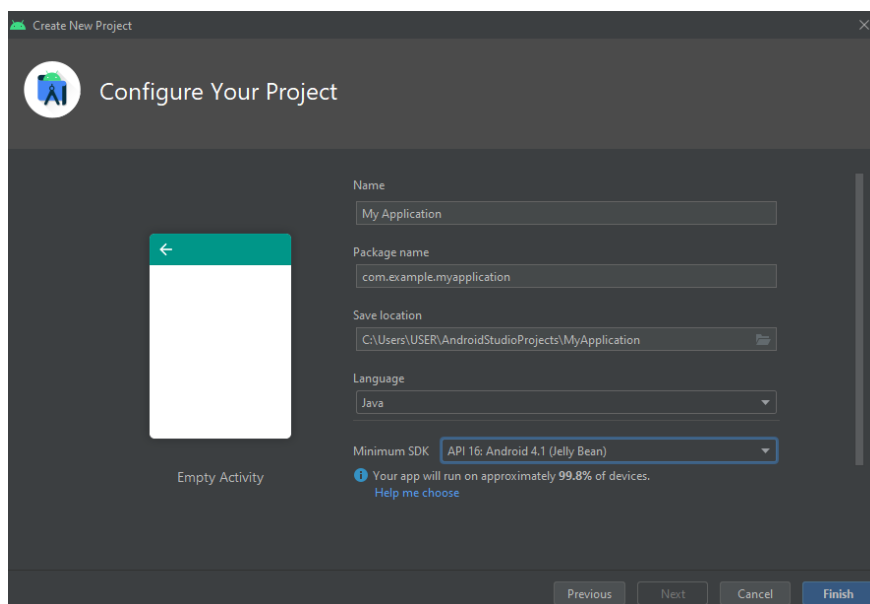 Create New Project
Configure Your Project
Name
My Application
Package name
com.example.myapplication
Save location
C:\Users\USER\AndroidStudioProjects\MyApplication
Language
Java
Minimum SDK API 16: Android 4.1 (Jelly Bean)
Your app will run on approximately 99.8% of devices.
Help me choose
Empty Activity
Previous Next Cancel Finish